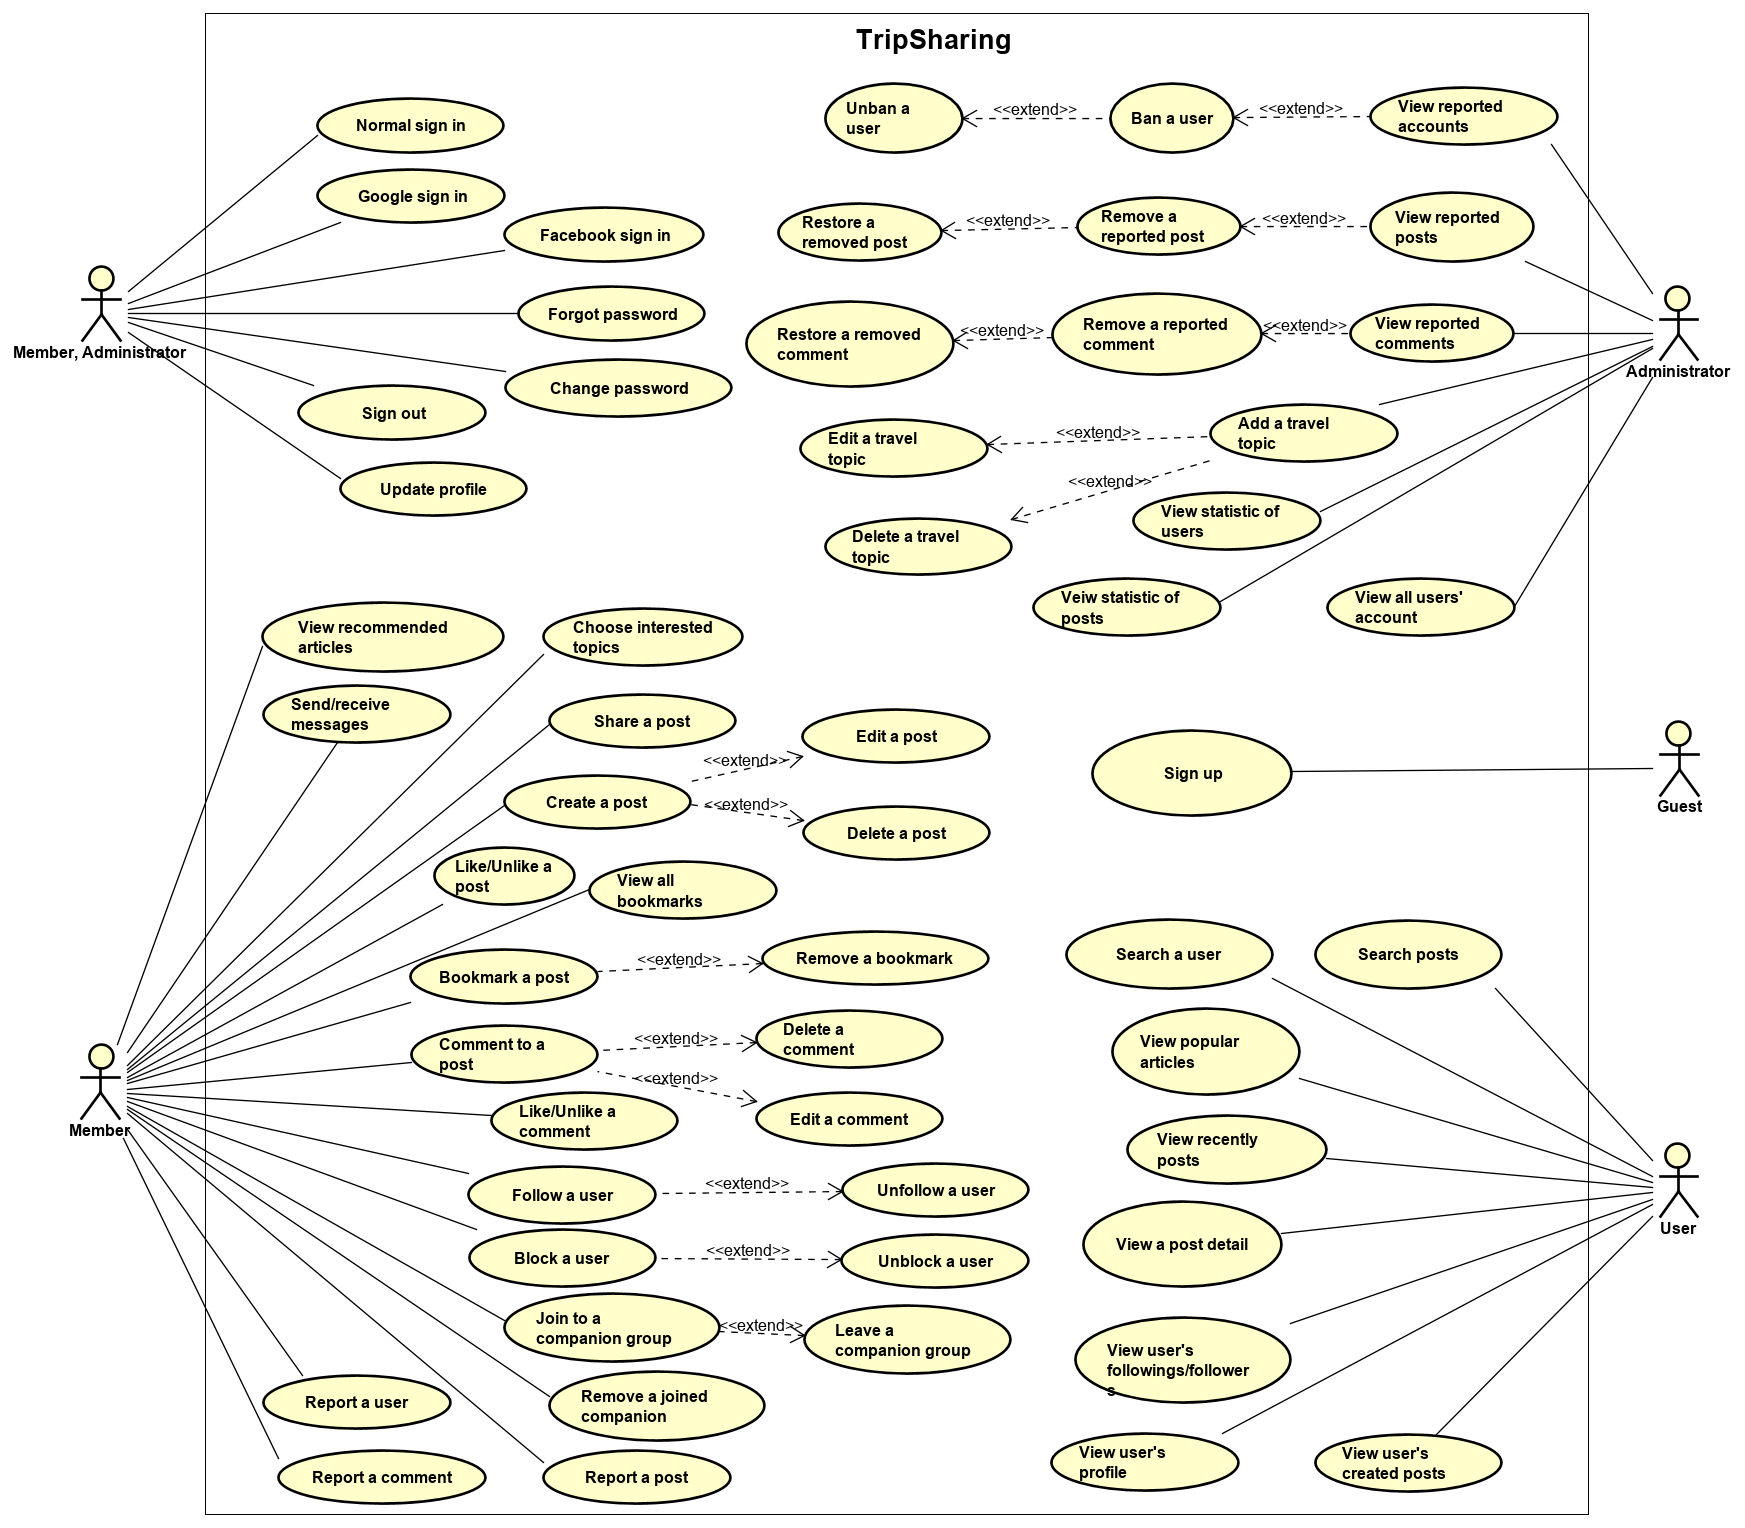 TripSharing
Normal sign in
Google sign in
Facebook sign in
Forgot password
Change password
Sign out
Update profile
Member, Administrator
Unban a
user
<<extend>>
Ban a user
<<extend>>
View reported
accounts
Restore a
removed post
<<extend>>
Remove a
reported post
<<extend>>
View reported
posts
Restore a removed
comment
<<extend>>
Remove a reported
comment
<<extend>>
View reported
comments
Administrator
Edit a travel
topic
<<extend>>
Add a travel
topic
<<extend>>
Delete a travel
topic
View statistic of
users
Veiw statistic of
posts
View all users'
account
View recommended
articles
Choose interested
topics
Send/receive
messages
Share a post
Create a post
<<extend>>
Edit a post
<<extend>>
Delete a post
Sign up
Guest
Like/Unlike a
post
View all
bookmarks
Bookmark a post
<<extend>>
Remove a bookmark
Comment to a
post
<<extend>>
Delete a
comment
<<extend>>
Edit a comment
Like/Unlike a
comment
Member
Follow a user
<<extend>>
Unfollow a user
Block a user
<<extend>>
Unblock a user
Join to a
companion group
<<extend>>
Leave a
companion group
Report a user
Remove a joined
companion
Report a comment
Report a post
Search a user
Search posts
View popular
articles
View recently
posts
View a post detail
User
View user's
followings/follower
s
View user's
profile
View user's
created posts